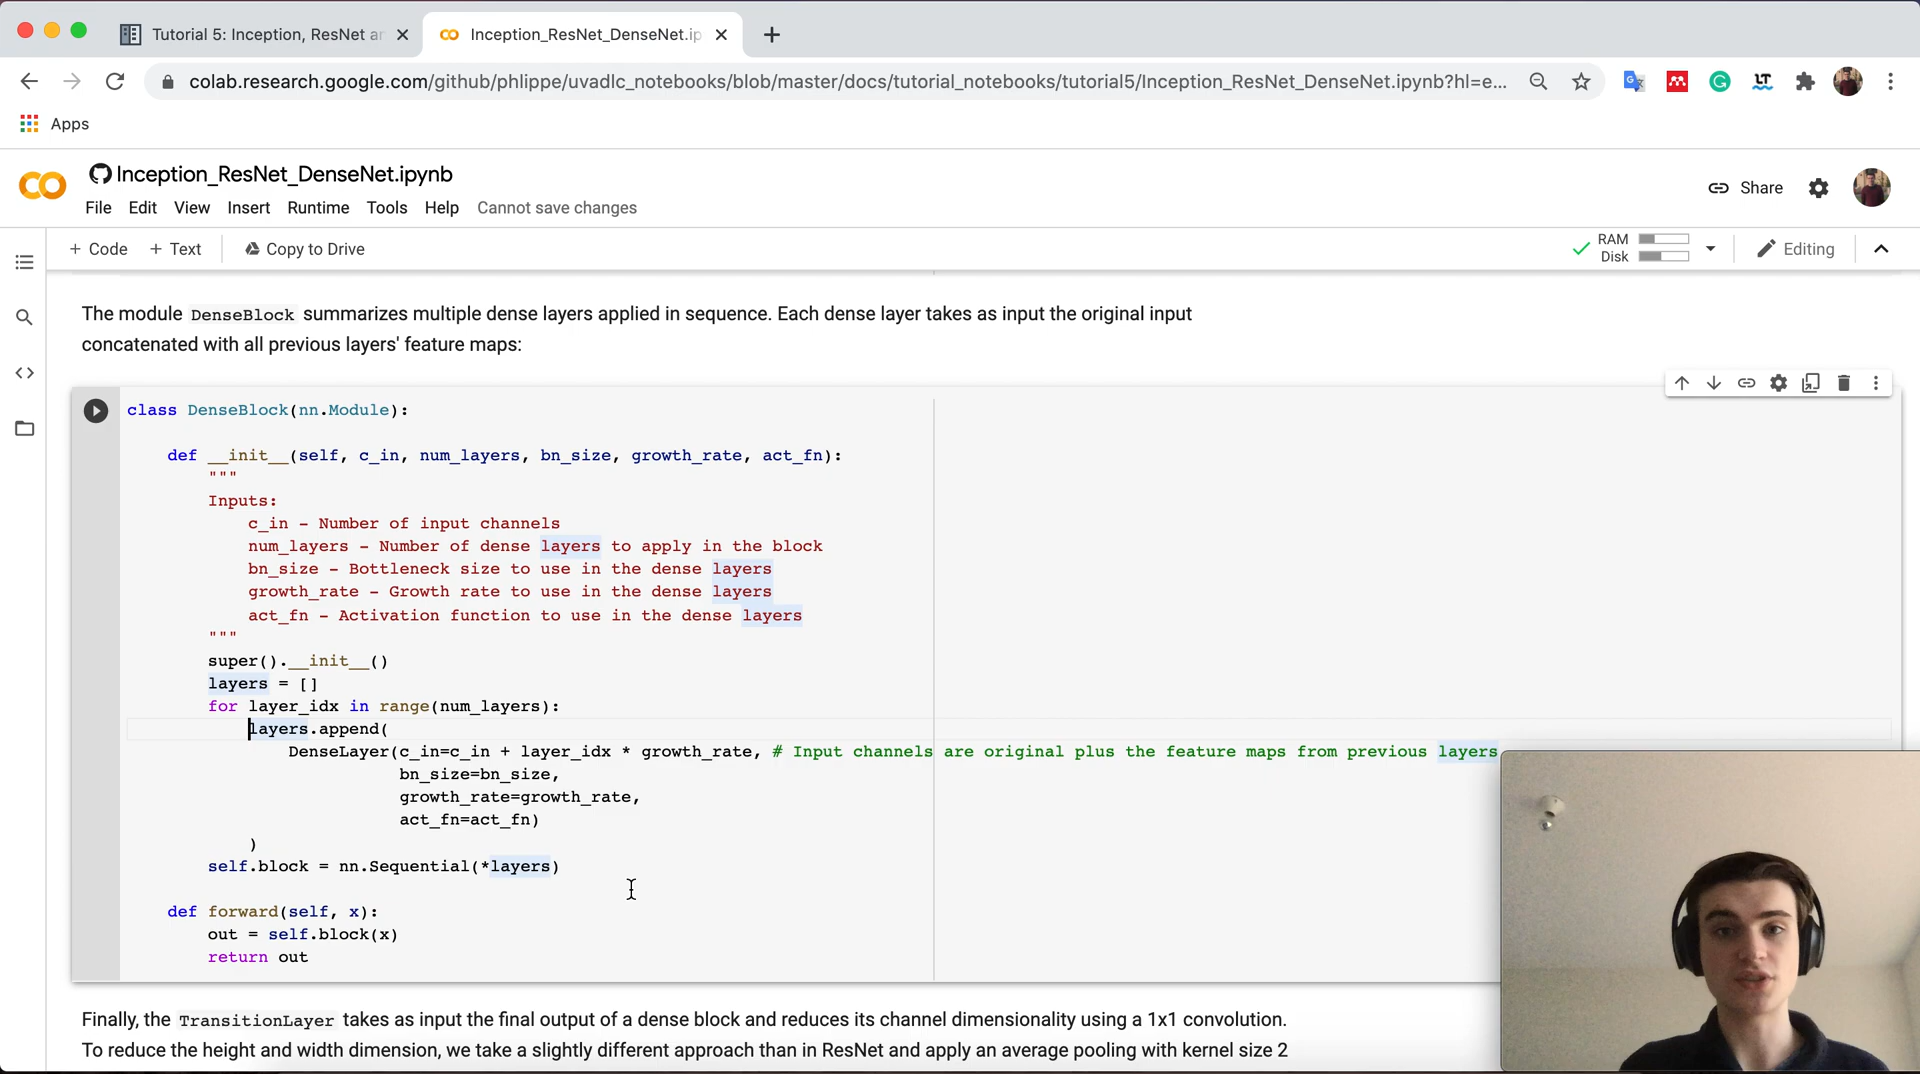 Tutorial 5: Inception, ResNet an
Inception_ResNet_DenseNet.ip
colab.research.google.com/github/phlippe/uvadlc_notebooks/blob/master/docs/tutorial_notebooks/tutorial5/Inception_ResNet_DenseNet.ipynb?hl=e...
Apps
Inception_ResNet_DenseNet.ipynb
Share
File Edit View Insert Runtime Tools Help Cannot save changes
+ Code + Text Copy to Drive
RAM
Disk
Editing
The module DenseBlock summarizes multiple dense layers applied in sequence. Each dense layer takes as input the original input
concatenated with all previous layers' feature maps:
class DenseBlock(nn.Module):
def __init__(self, c_in, num_layers, bn_size, growth_rate, act_fn):
"""
Inputs:
c_in - Number of input channels
num_layers - Number of dense layers to apply in the block
bn_size - Bottleneck size to use in the dense layers
growth_rate - Growth rate to use in the dense layers
act_fn - Activation function to use in the dense layers
"""
super().__init__()
layers = []
for layer_idx in range(num_layers):
layers.append(
DenseLayer(c_in=c_in + layer_idx * growth_rate, # Input channels are original plus the feature maps from previous layers
bn_size=bn_size,
growth_rate=growth_rate,
act_fn=act_fn)
)
self.block = nn.Sequential(*layers)
def forward(self, x):
out = self.block(x)
return out
Finally, the TransitionLayer takes as input the final output of a dense block and reduces its channel dimensionality using a 1x1 convolution.
To reduce the height and width dimension, we take a slightly different approach than in ResNet and apply an average pooling with kernel size 2